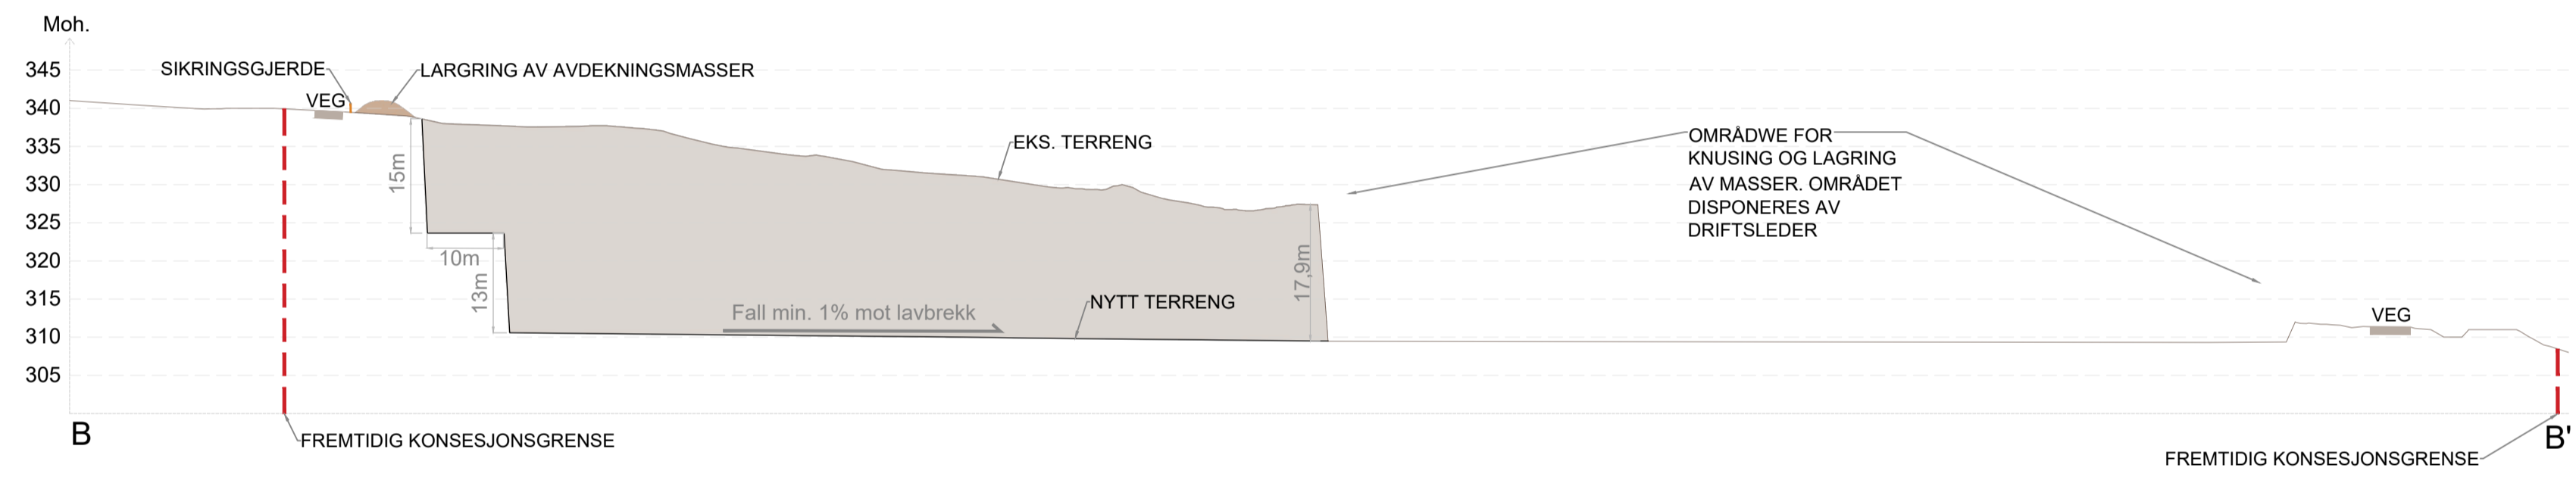 Moh.
345
340
335
330
325
320
315
310
305
SIKRINGSGJERDE
LARGRING AV AVDEKNINGSMASSER
VEG
15m
10m
13m
EKS. TERRENG
17,9m
Fall min. 1% mot lavbrekk
NYTT TERRENG
OMRÅDWE FOR
KNUSING OG LAGRING
AV MASSER. OMRÅDET
DISPONERES AV
DRIFTSLEDER
VEG
B
FREMTIDIG KONSESJONSGRENSE
B'
FREMTIDIG KONSESJONSGRENSE